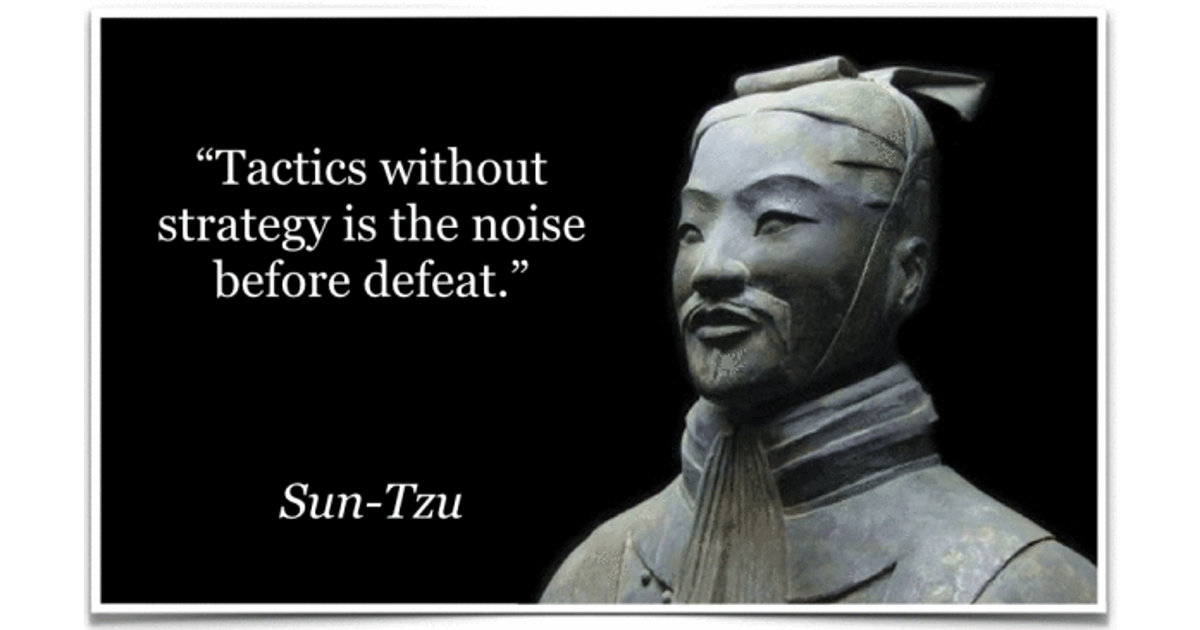 “Tactics without
strategy is the noise
before defeat.”
Sun-Tzu